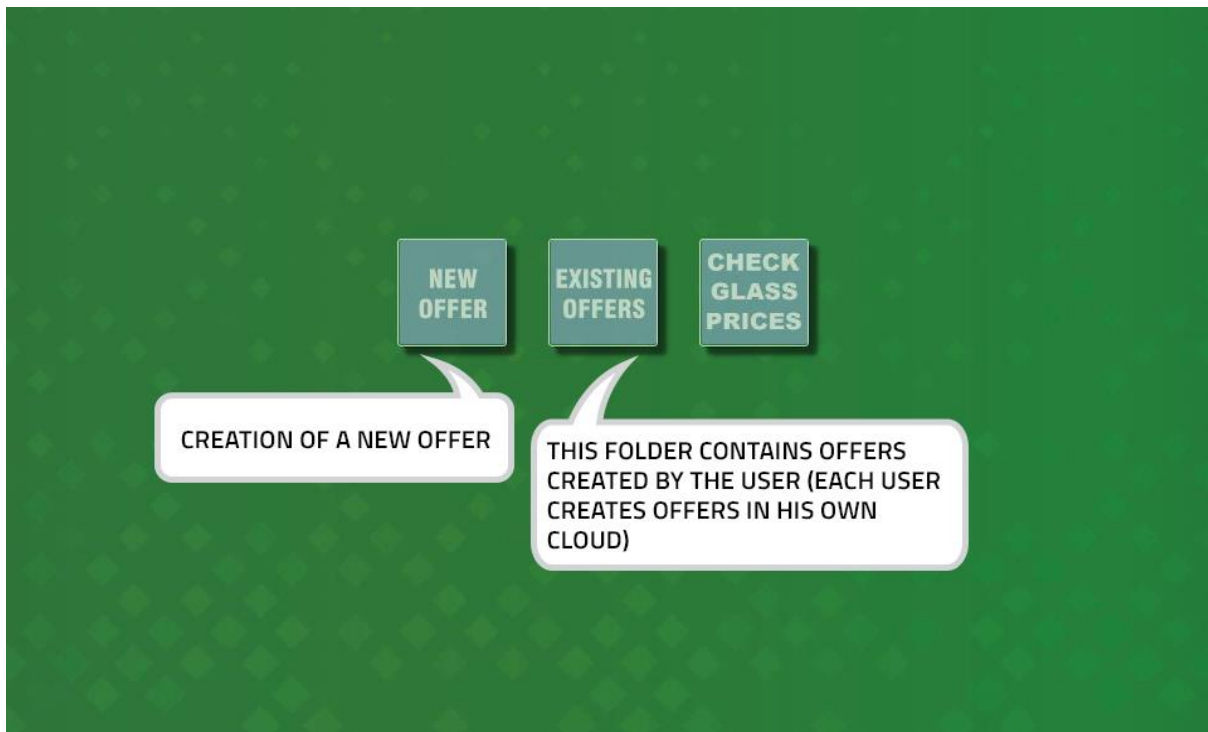 NEW
OFFER
EXISTING
OFFERS
CHECK
GLASS
PRICES
CREATION OF A NEW OFFER
THIS FOLDER CONTAINS OFFERS
CREATED BY THE USER (EACH USER
CREATES OFFERS IN HIS OWN
CLOUD)